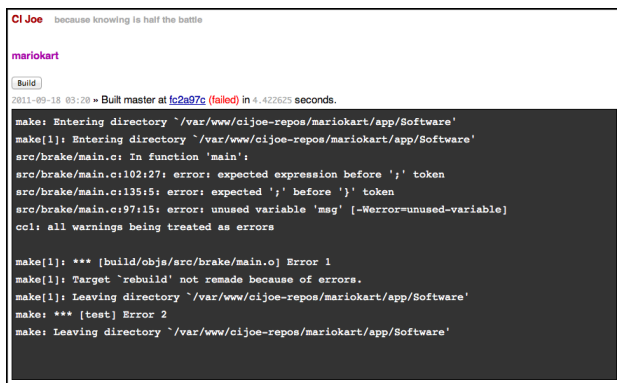 CI Joe because knowing is half the battle
mariokart
Build
2011-09-18 03:20 » Built master at fc2a97c (failed) in 4.422625 seconds.
make: Entering directory `/var/www/cijoe-repos/mariokart/app/Software'
make[1]: Entering directory `/var/www/cijoe-repos/mariokart/app/Software'
src/brake/main.c: In function 'main':
src/brake/main.c:102:27: error: expected expression before ';' token
src/brake/main.c:135:5: error: expected ';' before '}' token
src/brake/main.c:97:15: error: unused variable 'msg' [-Werror=unused-variable]
cc1: all warnings being treated as errors
make[1]: *** [build/objs/src/brake/main.o] Error 1
make[1]: Target `rebuild' not remade because of errors.
make[1]: Leaving directory `/var/www/cijoe-repos/mariokart/app/Software'
make: *** [test] Error 2
make: Leaving directory `/var/www/cijoe-repos/mariokart/app/Software'